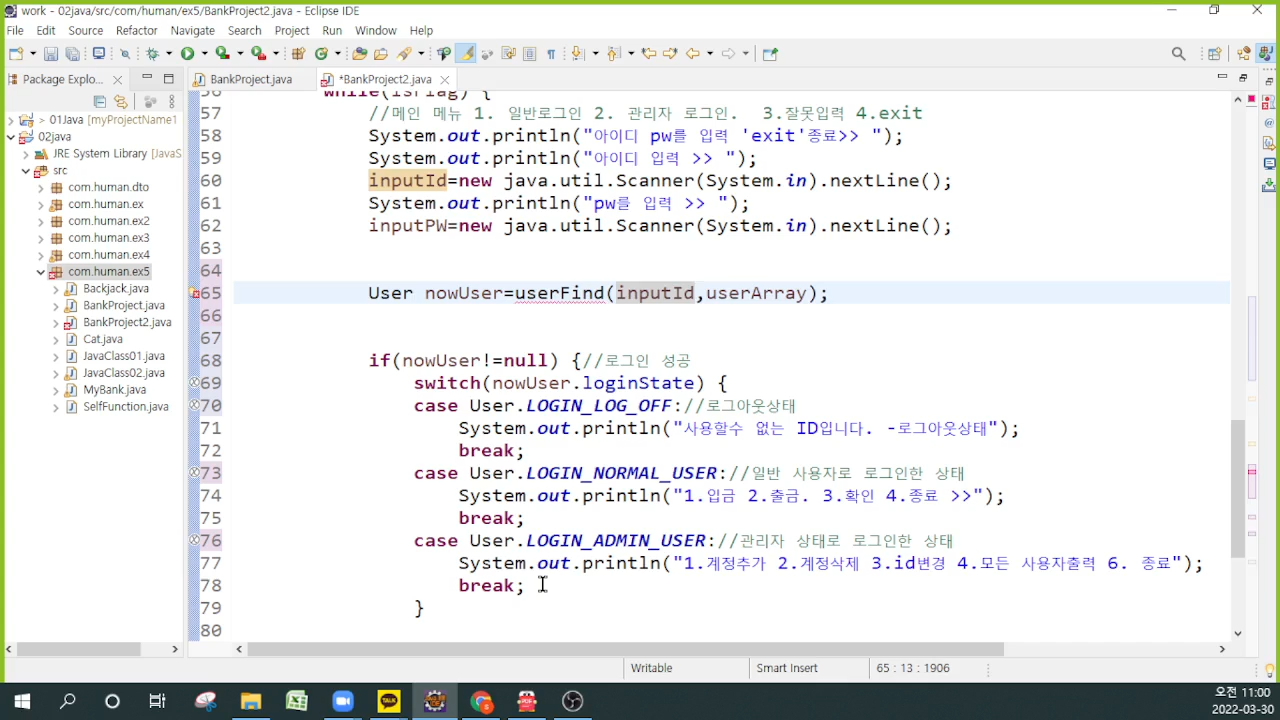 work - 02java/src/com/human/ex5/BankProject2.java - Eclipse IDE
File Edit Source Refactor Navigate Search Project Run Window Help
Package Explo...
BankProject.java
*BankProject2.java
01Java [myProjectName1
02java
JRE System Library [JavaS
src
com.human.dto
com.human.ex
com.human.ex2
com.human.ex3
com.human.ex4
com.human.ex5
Backjack.java
BankProject.java
BankProject2.java
Cat.java
JavaClass01.java
JavaClass02.java
MyBank.java
SelfFunction.java
56 while(isFlag) {
57 //메인 메뉴 1. 일반로그인 2. 관리자 로그인. 3.잘못입력 4.exit
58 System.out.println("아이디 pw를 입력 'exit'종료>> ");
59 System.out.println("아이디 입력 >> ");
60 inputId=new java.util.Scanner(System.in).nextLine();
61 System.out.println("pw를 입력 >> ");
62 inputPW=new java.util.Scanner(System.in).nextLine();
63
64
65 User nowUser=userFind(inputId,userArray);
66
67
68 if(nowUser!=null) {//로그인 성공
69 switch(nowUser.loginState) {
70 case User.LOGIN_LOG_OFF://로그아웃상태
71 System.out.println("사용할수 없는 ID입니다. -로그아웃상태");
72 break;
73 case User.LOGIN_NORMAL_USER://일반 사용자로 로그인한 상태
74 System.out.println("1.입금 2.출금. 3.확인 4.종료 >>");
75 break;
76 case User.LOGIN_ADMIN_USER://관리자 상태로 로그인한 상태
77 System.out.println("1.계정추가 2.계정삭제 3.id변경 4.모든 사용자출력 6. 종료");
78 break;
79 }
80
Writable
Smart Insert
65 : 13 : 1906
TALK
PDF
오전 11:00
2022-03-30